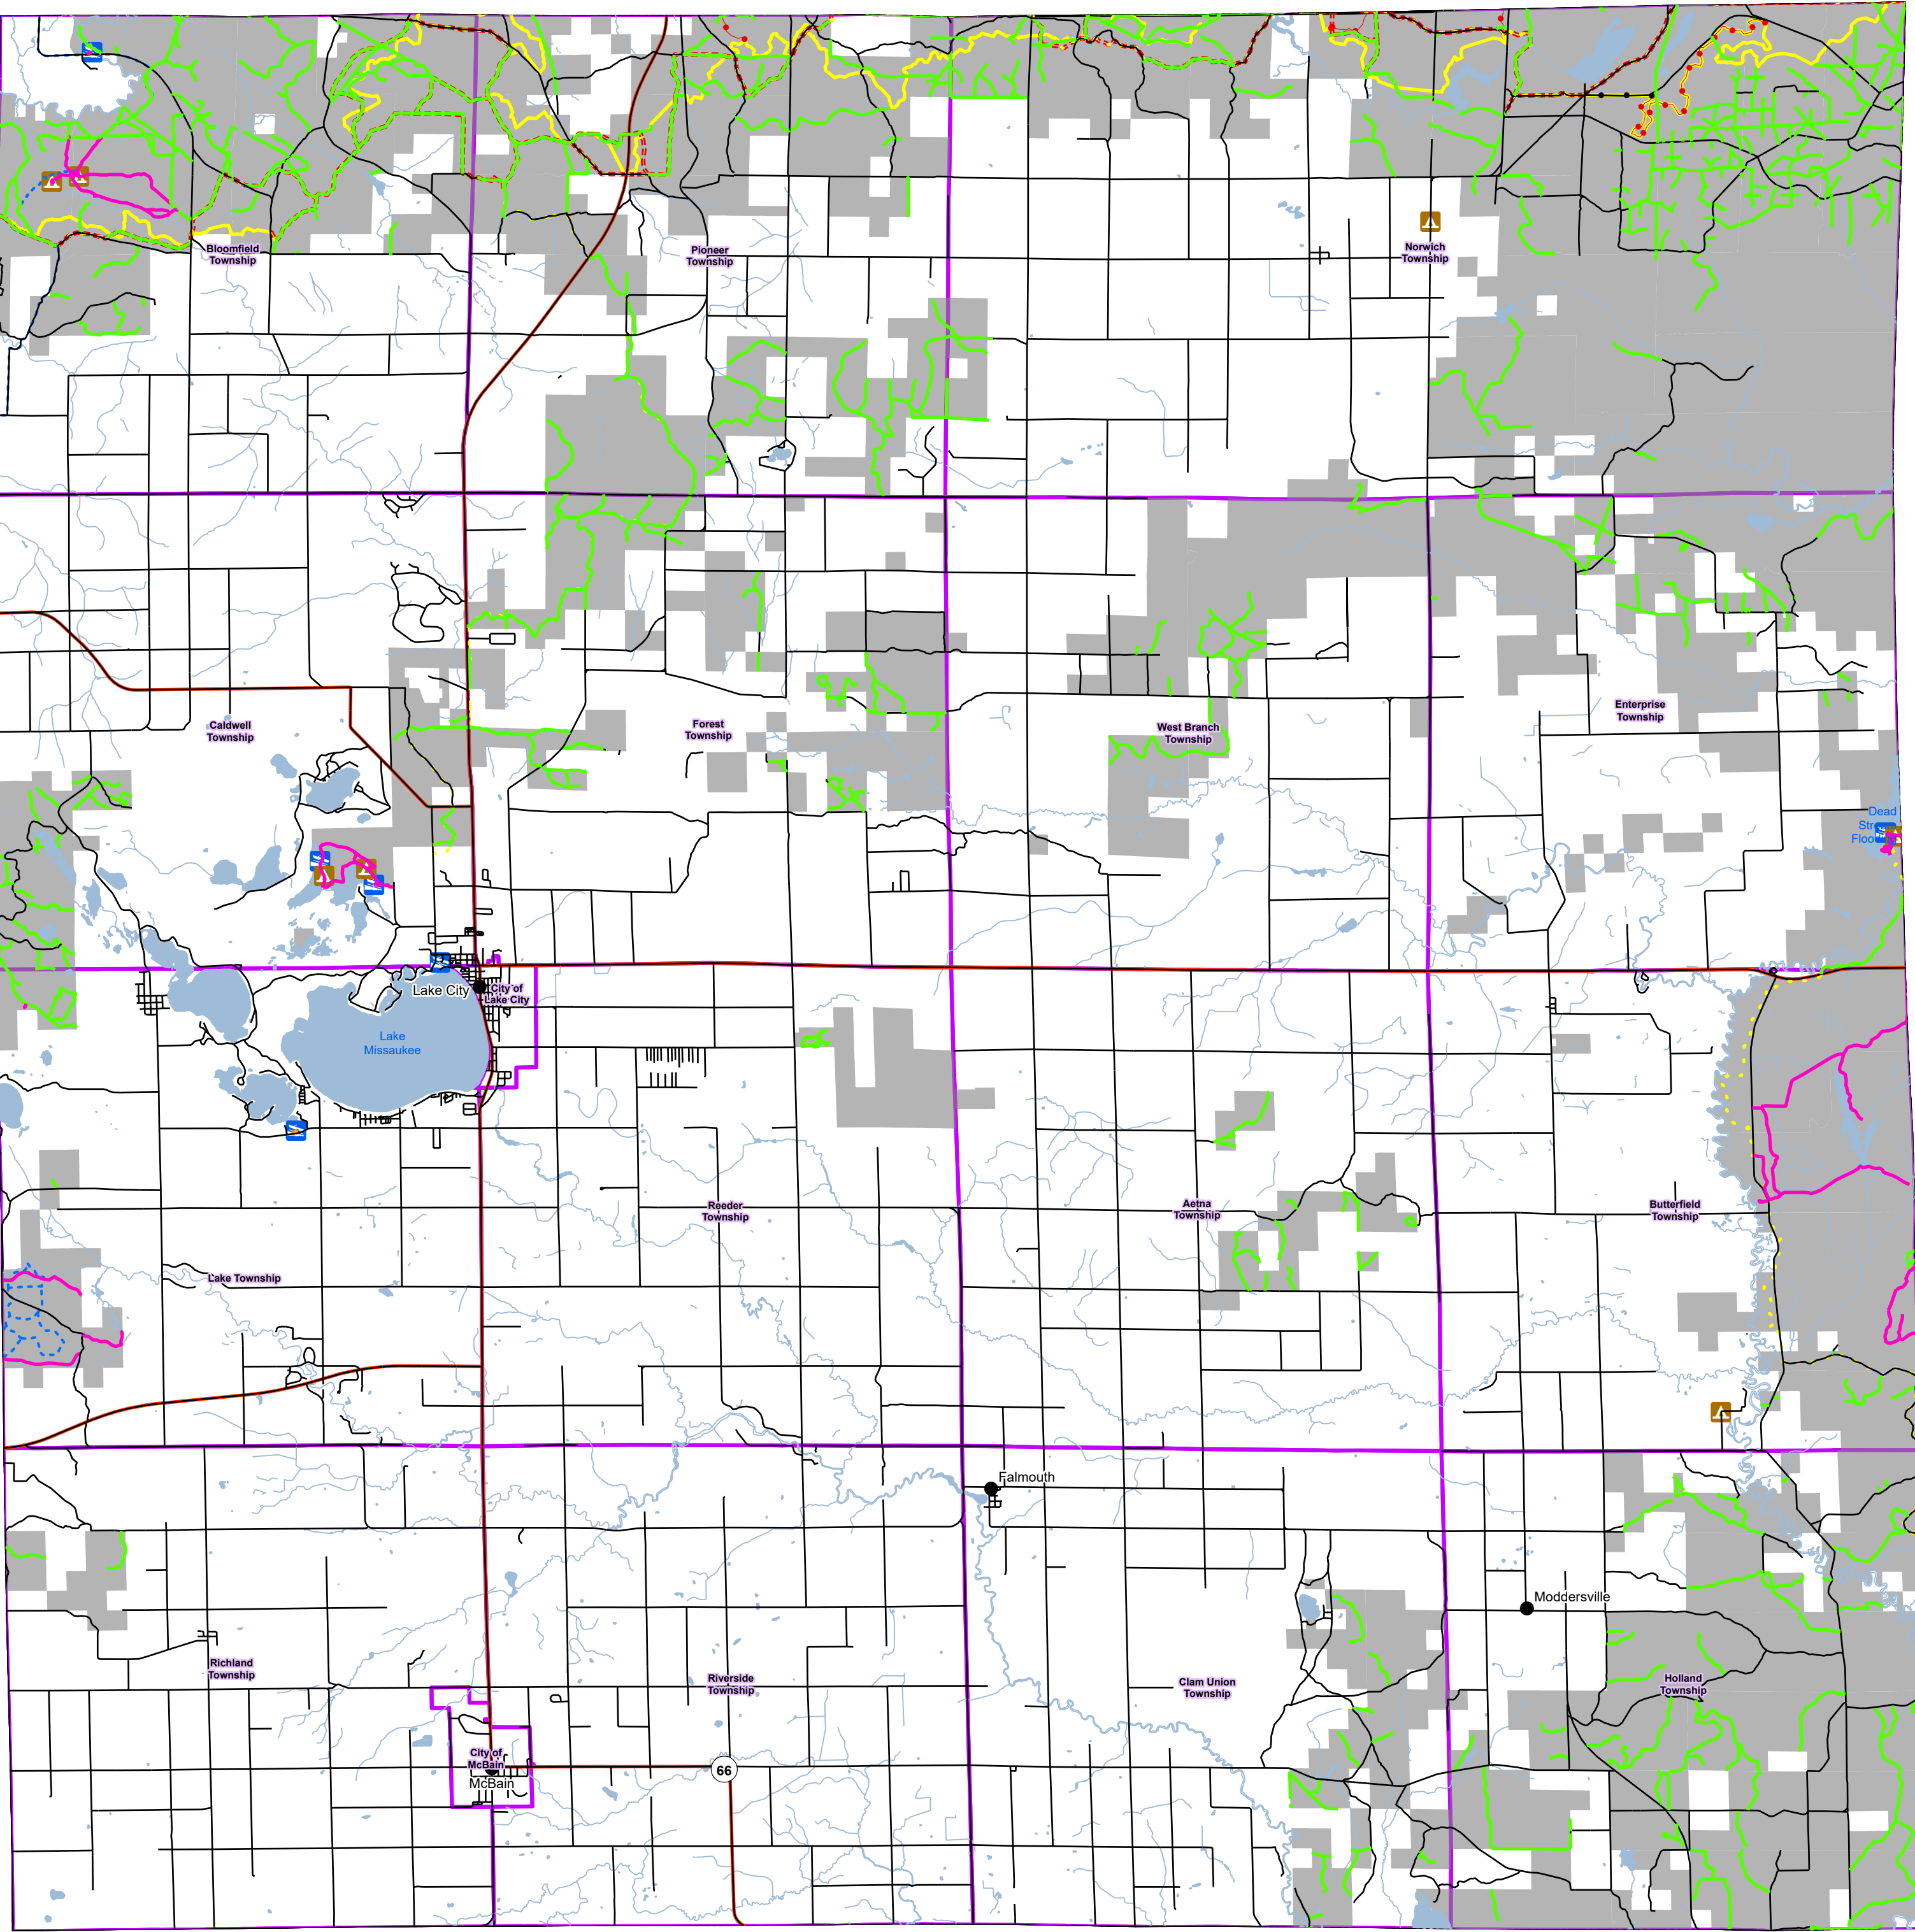 Bloomfield
Township
Pioneer
Township
Norwich
Township
Caldwell
Township
Forest
Township
West Branch
Township
Enterprise
Township
Dead
Lake City
City of
Lake City
Lake
Missaukee
Lake Township
Reeder
Township
Aetna
Township
Butterfield
Township
Falmouth
Moddersville
Richland
Township
Riverside
Township
Clam Union
Township
Holland
Township
City of
McBain
McBain
66